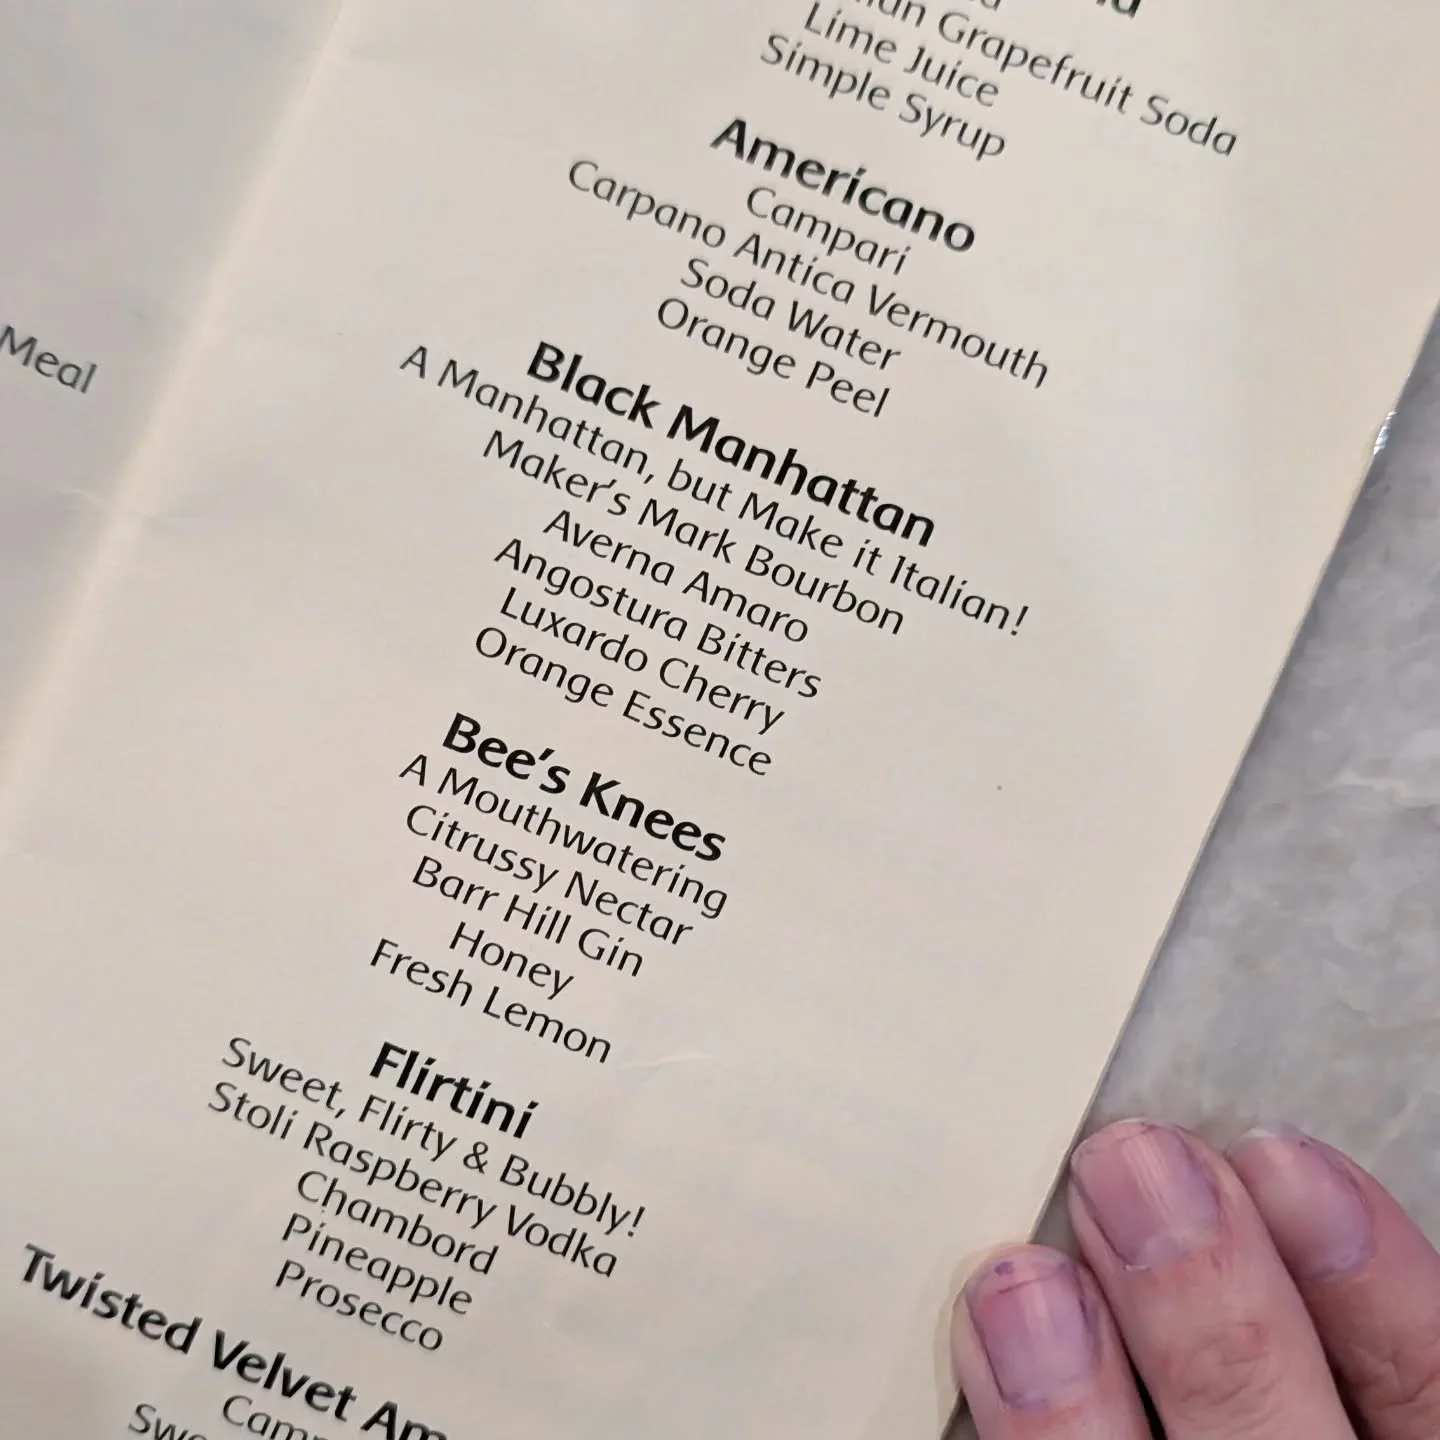 Grapefruit Soda
Lime Juice
Simple Syrup
Americano
Campari
Carpano Antica Vermouth
Soda Water
Orange Peel
Meal
Black Manhattan
A Manhattan, but Make it Italian!
Maker's Mark Bourbon
Averna Amaro
Angostura Bitters
Luxardo Cherry
Orange Essence
Bee's Knees
A Mouthwatering
Citrussy Nectar
Barr Hill Gin
Honey
Fresh Lemon
Flirtini
Sweet, Flirty & Bubbly!
Stoli Raspberry Vodka
Chambord
Pineapple
Prosecco
Twisted Velvet